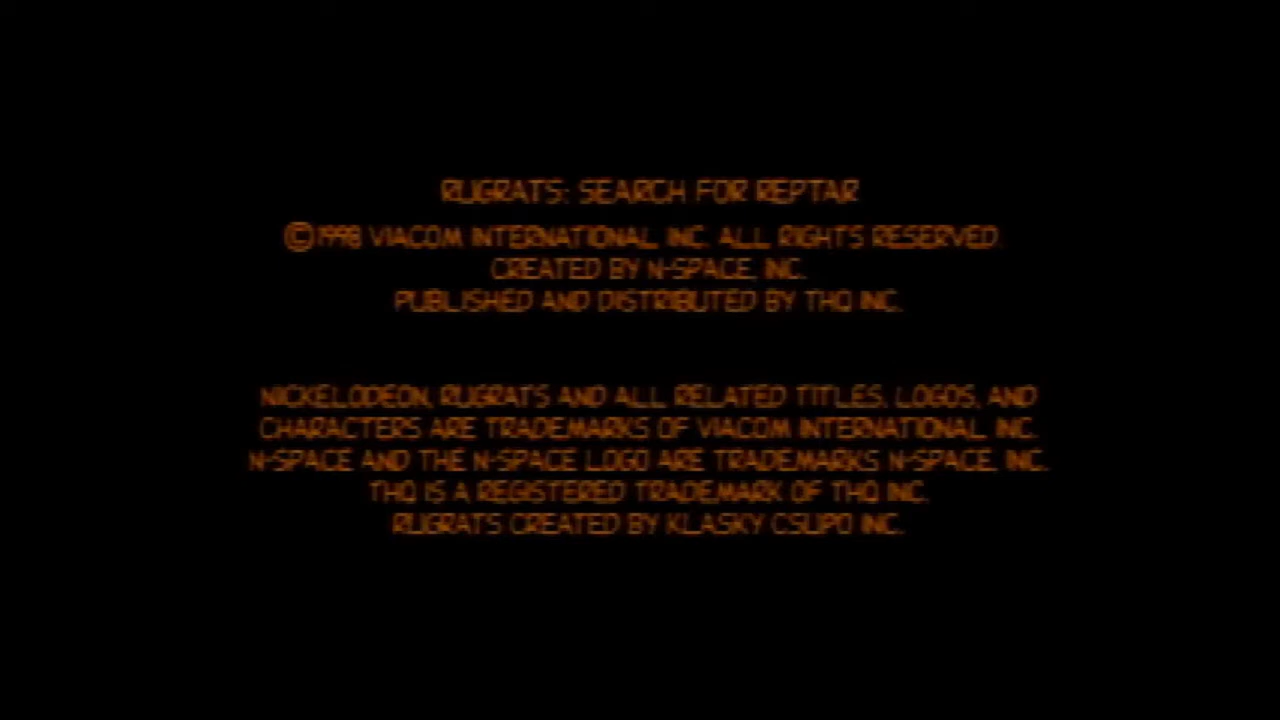 RUGRATS: SEARCH FOR REPTAR
©1998 VIACOM INTERNATIONAL INC. ALL RIGHTS RESERVED.
CREATED BY N-SPACE, INC.
PUBLISHED AND DISTRIBUTED BY THQ INC.
NICKELODEON, RUGRATS AND ALL RELATED TITLES, LOGOS, AND
CHARACTERS ARE TRADEMARKS OF VIACOM INTERNATIONAL INC.
N-SPACE AND THE N-SPACE LOGO ARE TRADEMARKS N-SPACE, INC.
THQ IS A REGISTERED TRADEMARK OF THQ INC.
RUGRATS CREATED BY KLASKY CSUPO INC.